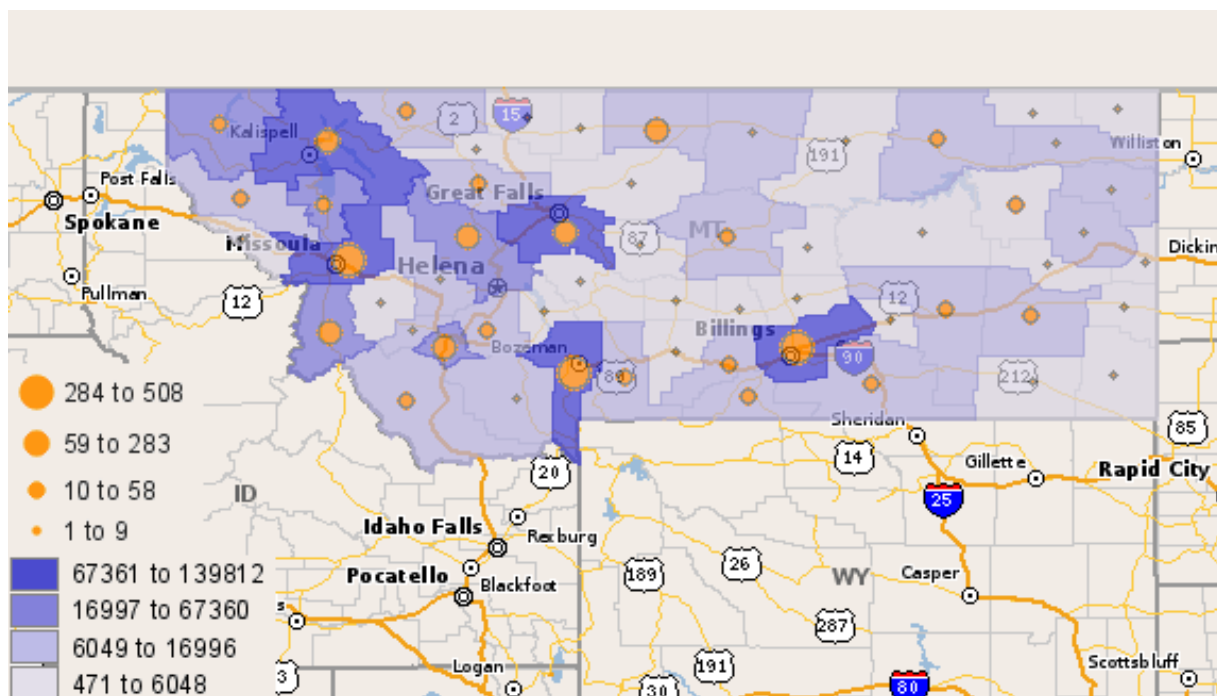 15
2
Kalispell
191
Williston
Post Falls
Spokane
Great Falls
Missoula
87
MT
Helena
Dickin
Pullman
12
12
Billings
Bozeman
90
89
212
Sheridan
85
284 to 508
59 to 283
10 to 58
1 to 9
14
Gillette
Rapid City
20
ID
25
Idaho Falls
Rexburg
67361 to 139812
Pocatello
Blackfoot
189
26
WY
Casper
16997 to 67360
s
287
6049 to 16996
Logan
191
Scottsbluff
471 to 6048
3
30
80